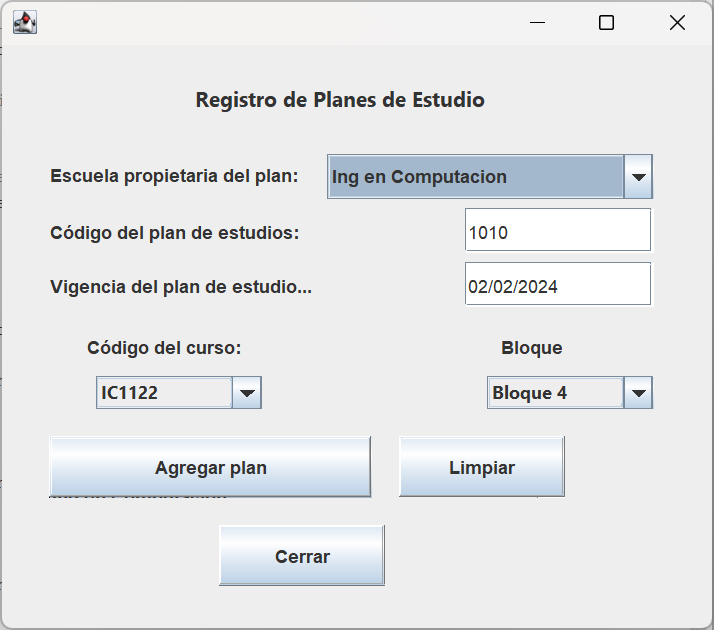 Registro de Planes de Estudio
Escuela propietaria del plan: Ing en Computacion
Código del plan de estudios: 1010
Vigencia del plan de estudio... 02/02/2024
Código del curso: Bloque
IC1122 Bloque 4
Agregar plan Limpiar
Cerrar